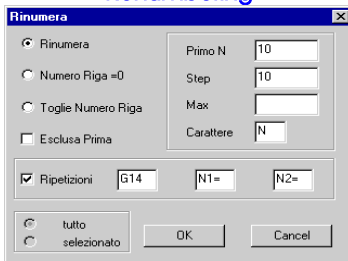 Rinumera
Rinumera
Primo N 10
Numero Riga =0
Step 10
Toglie Numero Riga
Max
Esclusa Prima
Carattere N
Ripetizioni G14 N1= N2=
tutto
selezionato
OK Cancel